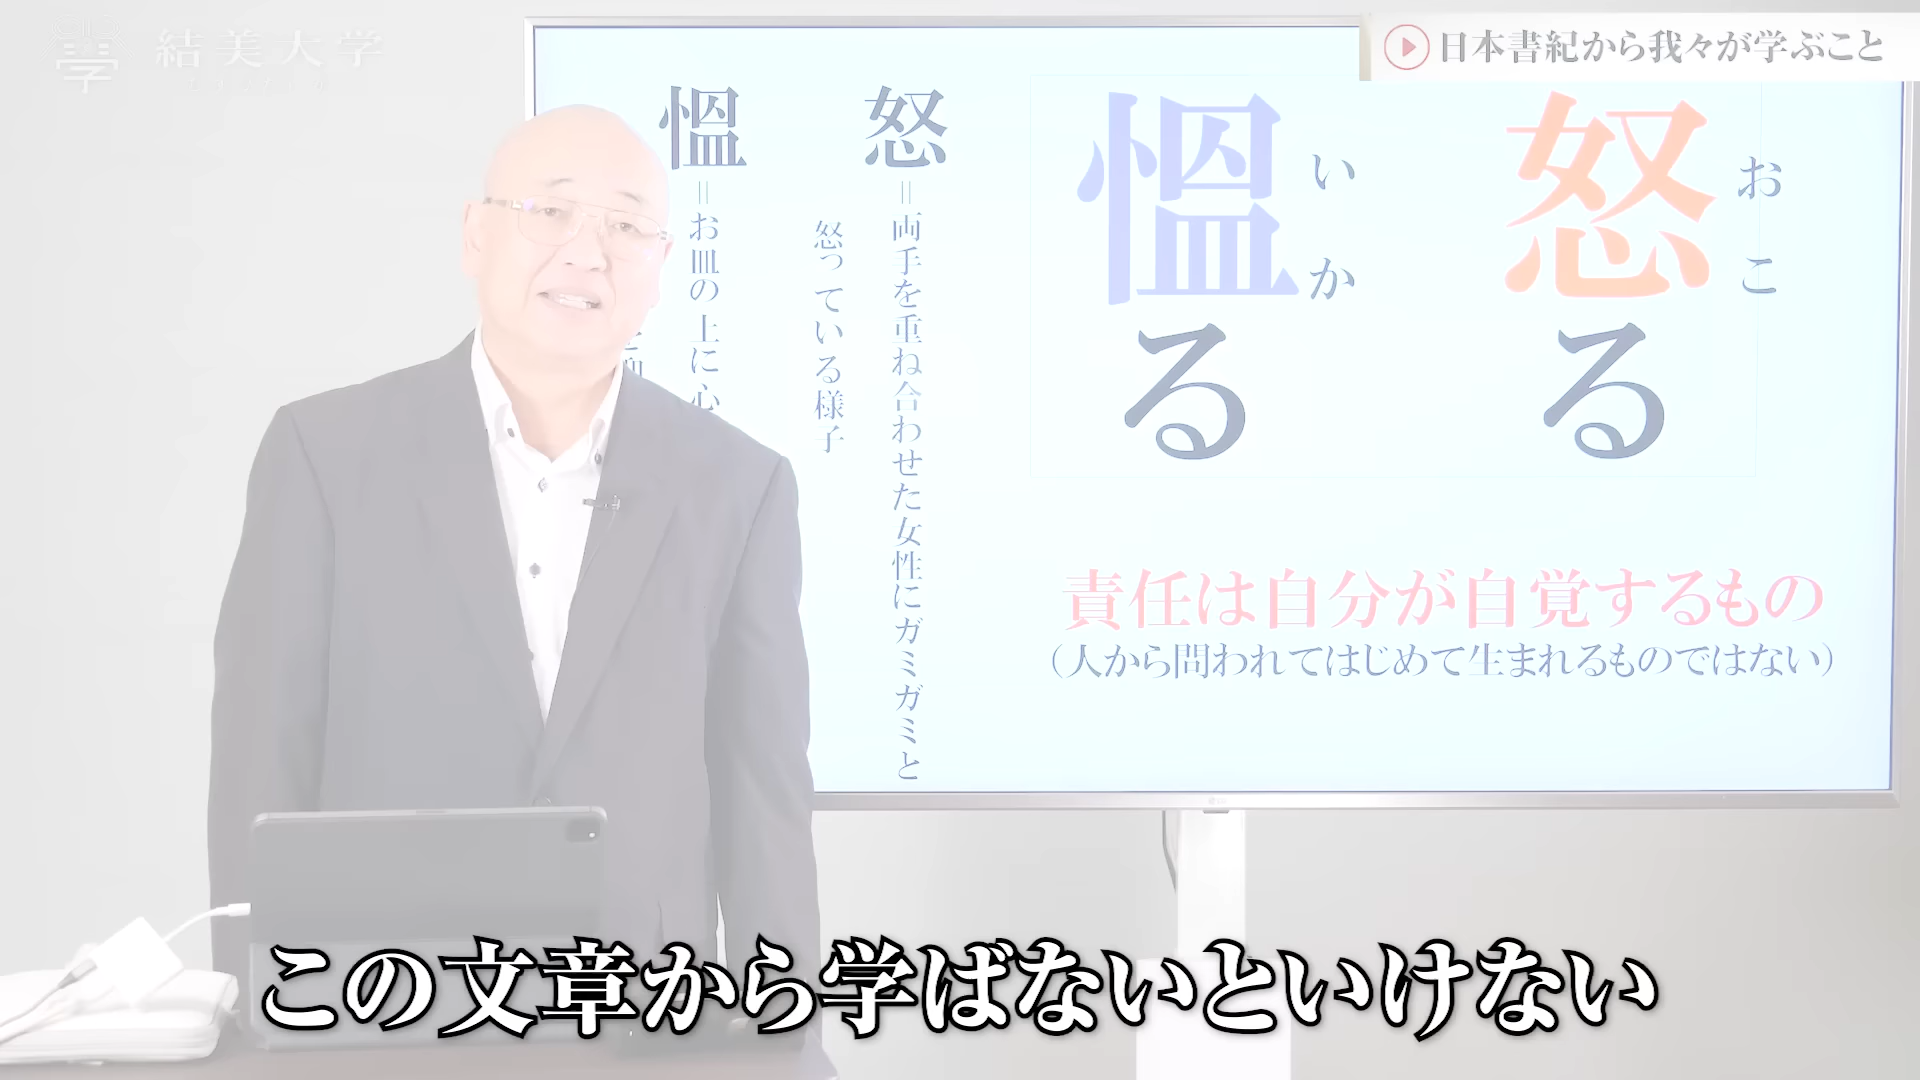 結美大学
日本書紀から我々が学ぶこと
怒る
おこ
慍る
いか
怒
=両手を重ね合わせた女性にガミガミと
怒っている様子
慍
=お皿の上に心
責任は自分が自覚するもの
(人から問われてはじめて生まれるものではない)
この文章から学ばないといけない